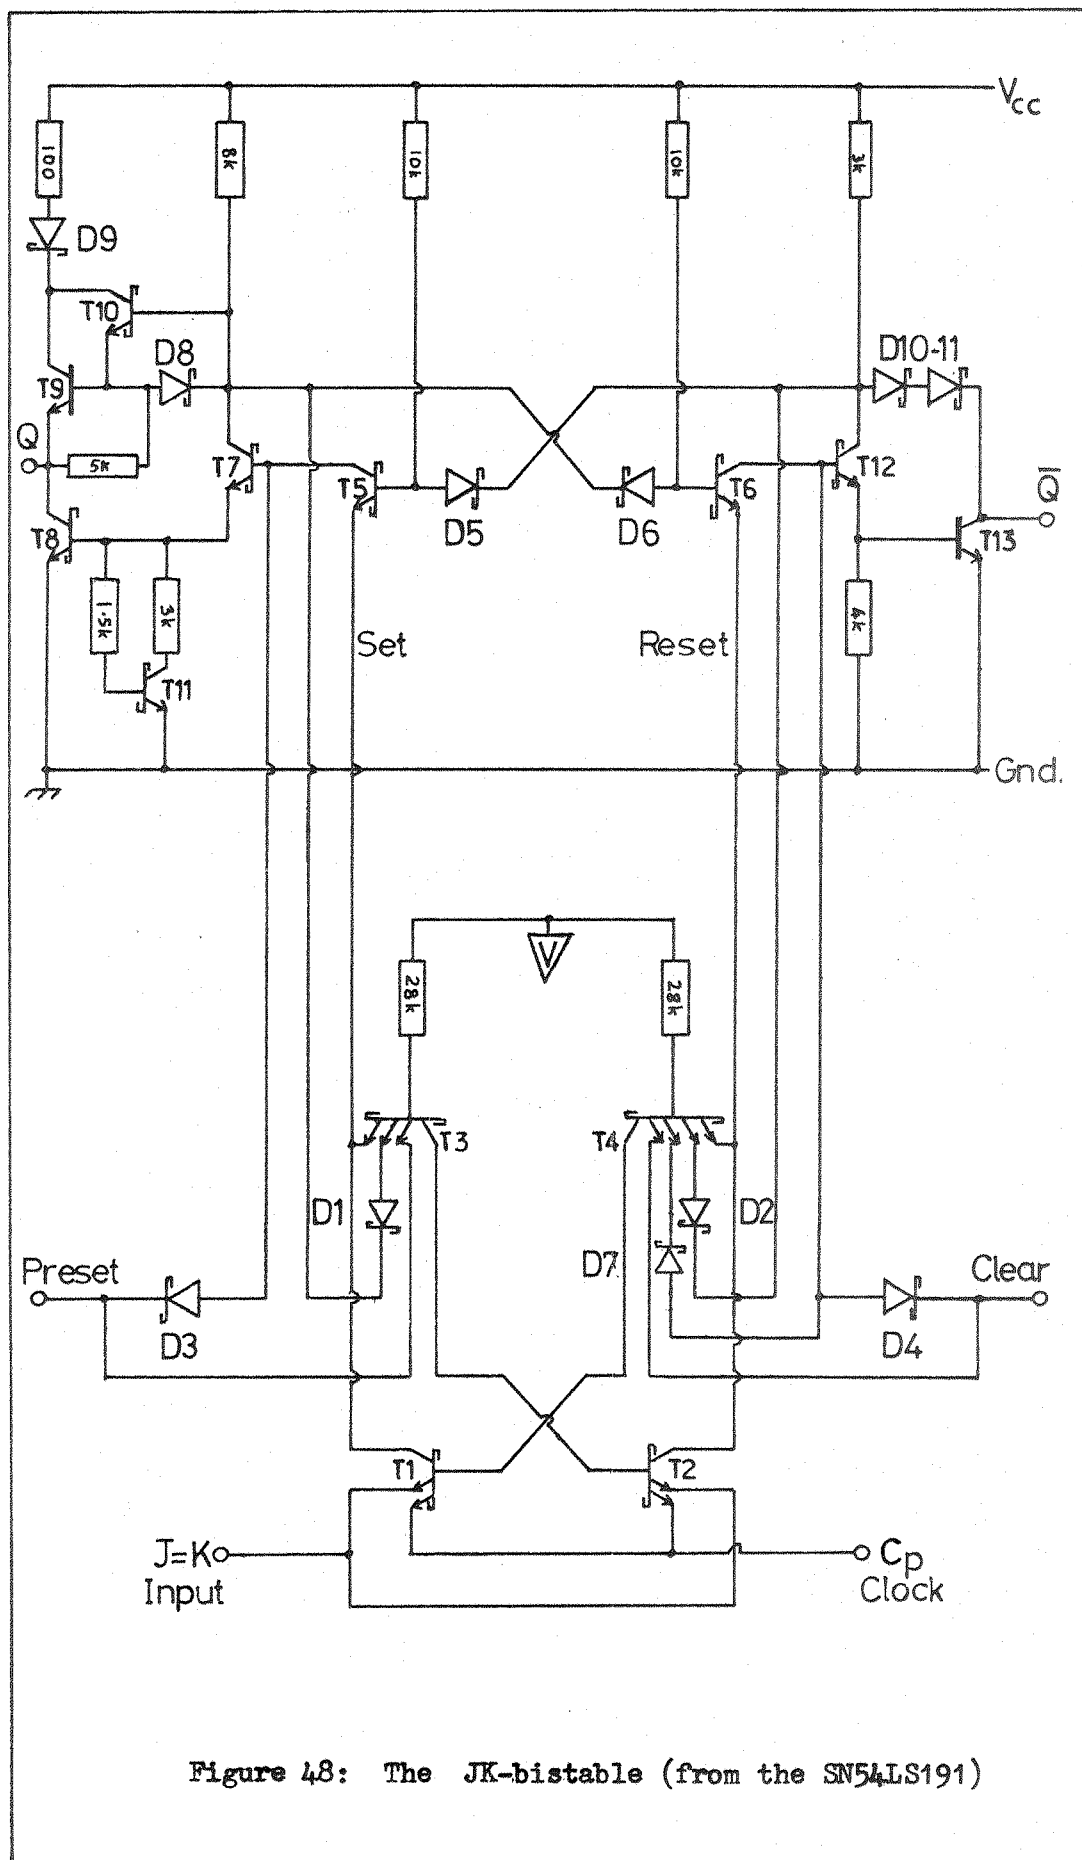 Vcc
100
8k
10k
10k
3k
D9
T10
D8
D10-11
T9
Q
5k
T7
T5
D5
D6
T6
T12
Q̅
T8
T13
1.5k
3k
4k
Set
Reset
T11
Gnd.
V
28k
28k
T3
T4
D1
D2
D7
Preset
Clear
D3
D4
T1
T2
J=K
Input
Cp
Clock
Figure 48: The JK-bistable (from the SN54LS191)